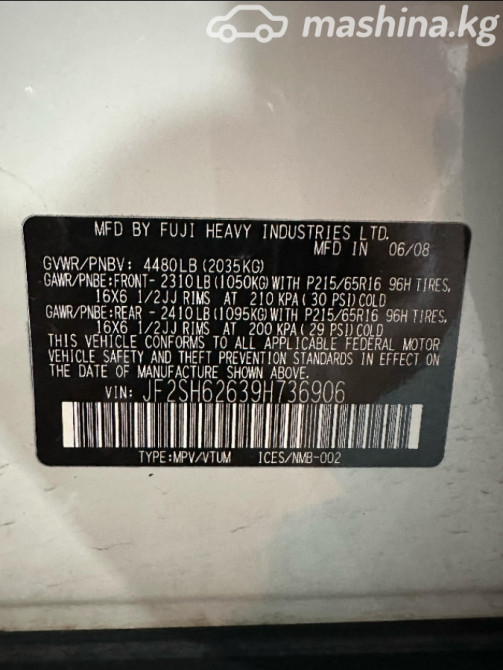 mashina.kg
MFD BY FUJI HEAVY INDUSTRIES LTD.
MFD IN 06/08
GVWR/PNBV: 4480LB(2035KG)
GAWR/PNBE:FRONT- 2310LB(1050KG)WITH P215/65R16 96H TIRES,
16X6 1/2JJ RIMS AT 210 KPA(30 PSI)COLD
GAWR/PNBE:REAR - 2410LB(1095KG)WITH P215/65R16 96H TIRES,
16X6 1/2JJ RIMS AT 200 KPA(29 PSI)COLD
THIS VEHICLE CONFORMS TO ALL APPLICABLE FEDERAL MOTOR
VEHICLE SAFETY AND THEFT PREVENTION STANDARDS IN EFFECT
ON THE DATE OF MANUFACTURE SHOWN ABOVE.
VIN: JF2SH62639H736906
TYPE:MPV/VTUM ICES/NMB-002